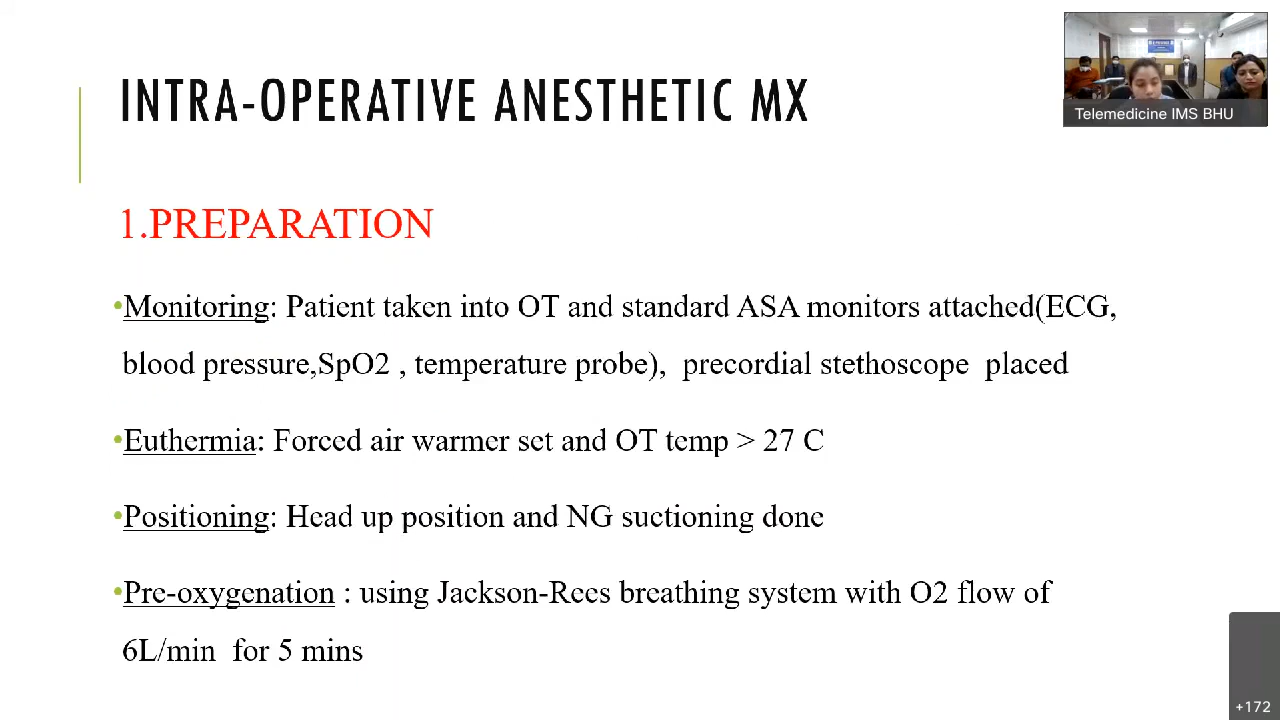 INTRA-OPERATIVE ANESTHETIC MX
Telemedicine IMS BHU
1.PREPARATION
•Monitoring: Patient taken into OT and standard ASA monitors attached(ECG,
blood pressure,SpO2 , temperature probe), precordial stethoscope placed
•Euthermia: Forced air warmer set and OT temp > 27 C
•Positioning: Head up position and NG suctioning done
•Pre-oxygenation : using Jackson-Rees breathing system with O2 flow of
6L/min for 5 mins
+172